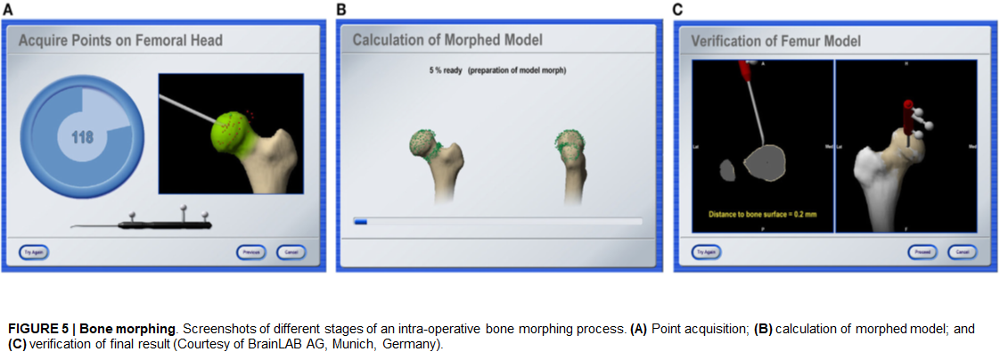 A
B
C
Acquire Points on Femoral Head
118
Try Again
Previous
Cancel
Calculation of Morphed Model
5 % ready (preparation of model morph)
Verification of Femur Model
A
H
Lat
Med
Lat
Med
Distance to bone surface = 0.2 mm
P
F
Try Again
Proceed
Cancel
FIGURE 5 | Bone morphing. Screenshots of different stages of an intra-operative bone morphing process. (A) Point acquisition; (B) calculation of morphed model; and
(C) verification of final result (Courtesy of BrainLAB AG, Munich, Germany).